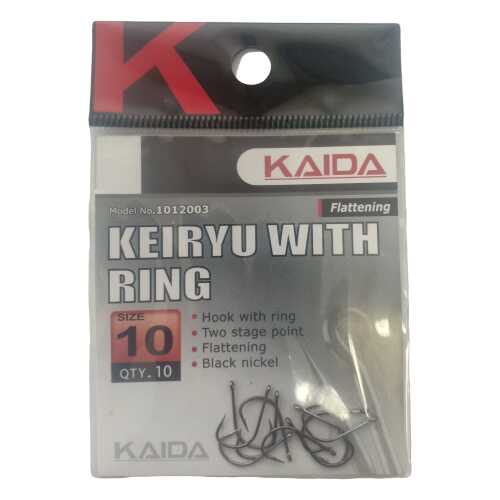 K
KAIDA
Model No.1012003
Flattening
KEIRYU WITH
RING
SIZE
10
QTY. 10
• Hook with ring
• Two stage point
• Flattening
• Black nickel
KAIDA